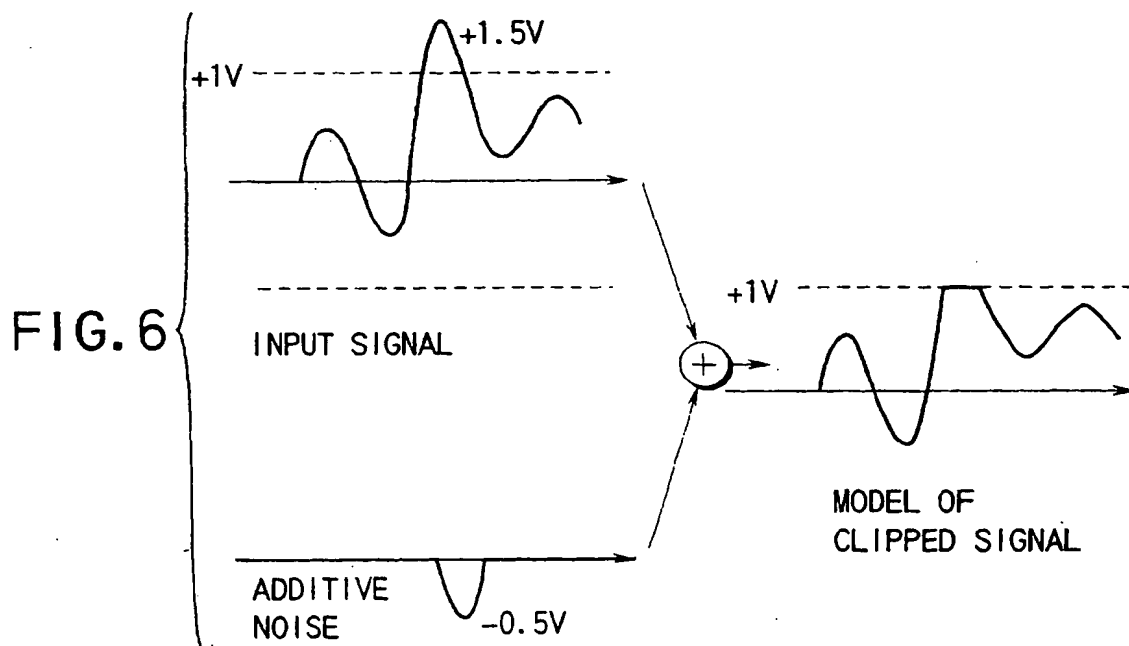 +1.5V
+1V
FIG. 6
INPUT SIGNAL
+
+1V
MODEL OF
CLIPPED SIGNAL
ADDITIVE
NOISE
-0.5V